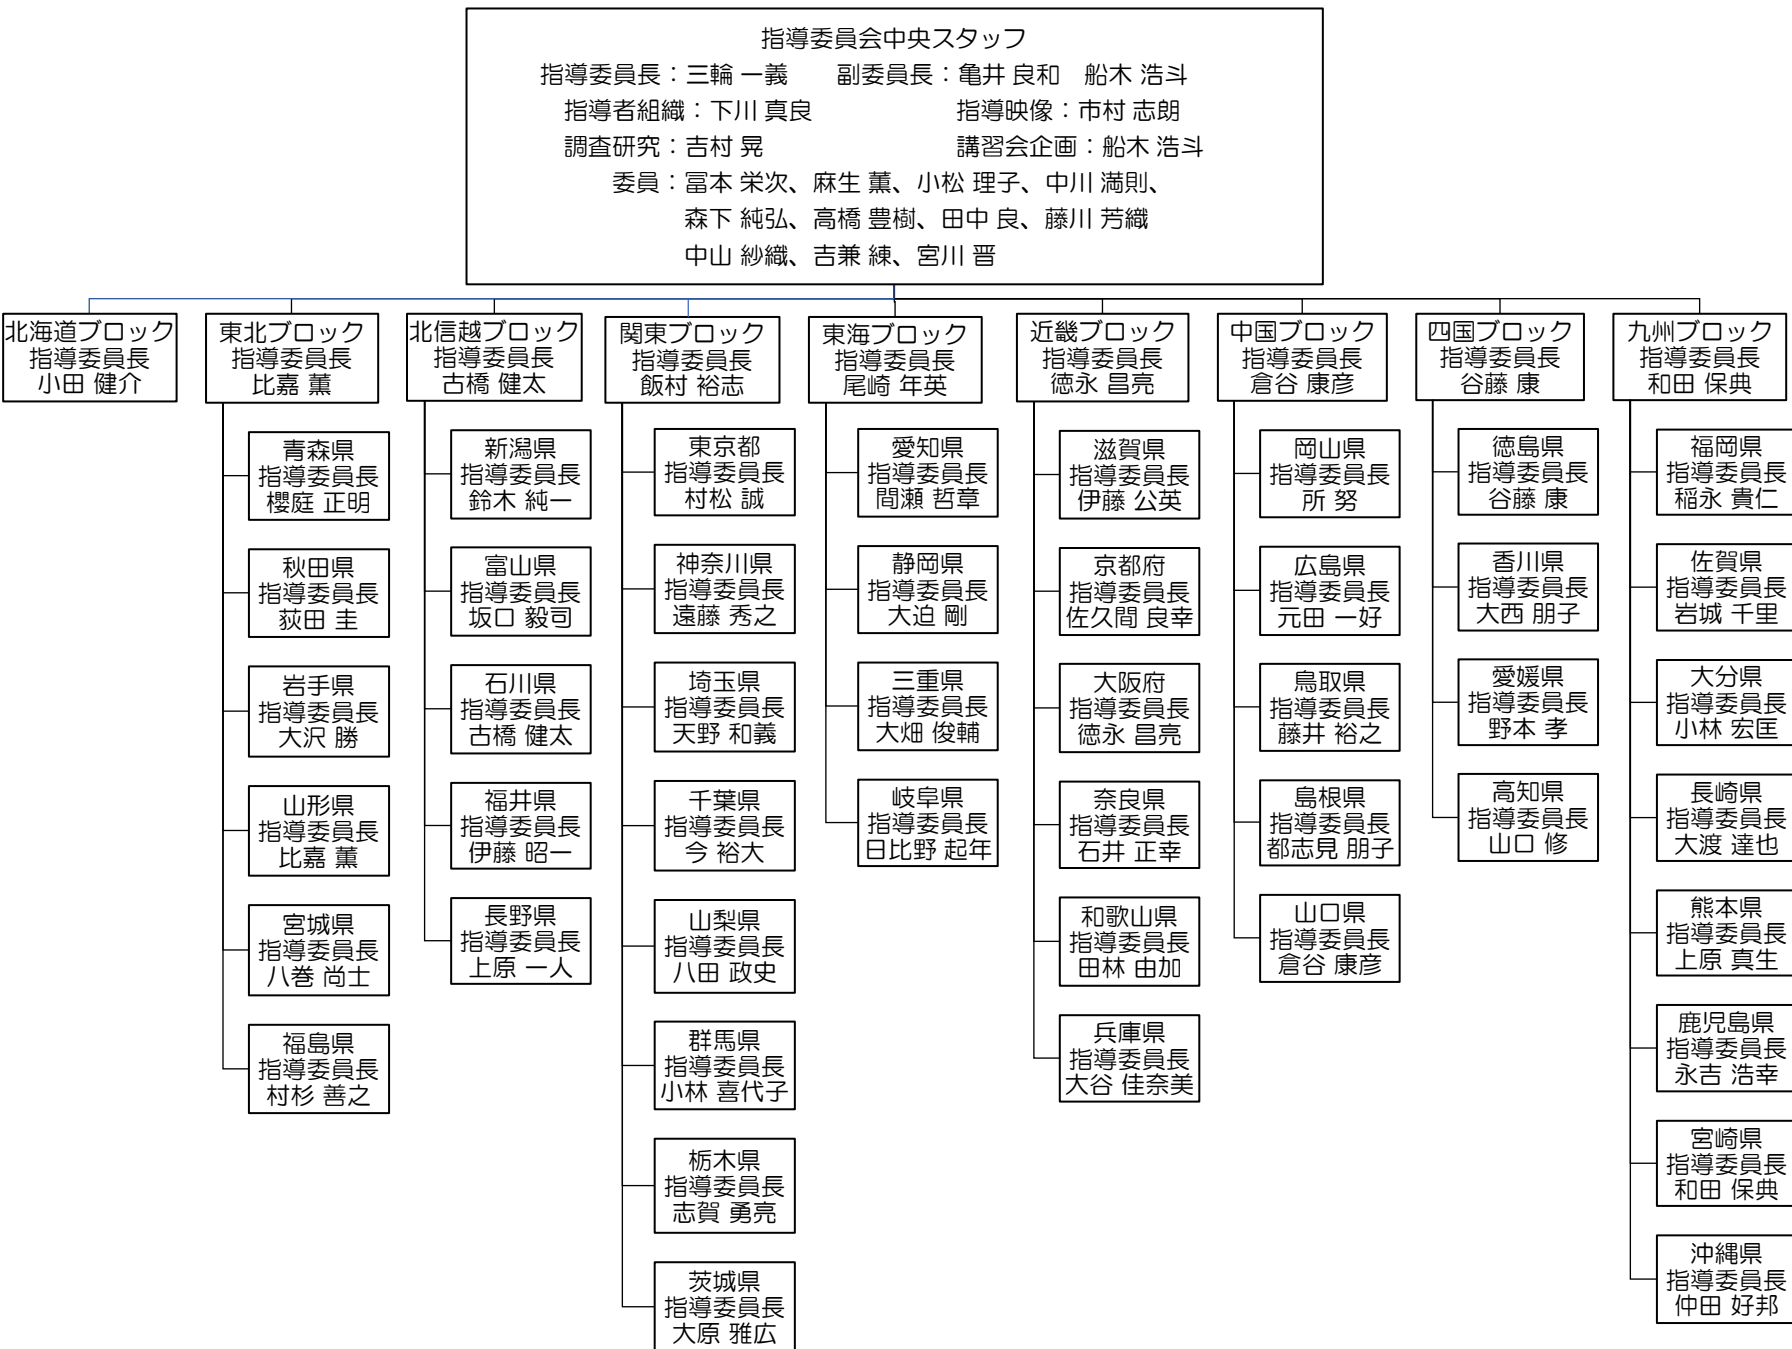 指導委員会中央スタッフ
指導委員長：三輪 一義　　副委員長：亀井 良和　船木 浩斗
指導者組織：下川 真良　　　　　　指導映像：市村 志朗
調査研究：吉村 晃　　　　　　　　講習会企画：船木 浩斗
委員：冨本 栄次、麻生 薫、小松 理子、中川 満則、
森下 純弘、高橋 豊樹、田中 良、藤川 芳織
中山 紗織、吉兼 練、宮川 晋
北海道ブロック
指導委員長
小田 健介
東北ブロック
指導委員長
比嘉 薫
青森県
指導委員長
櫻庭 正明
秋田県
指導委員長
荻田 圭
岩手県
指導委員長
大沢 勝
山形県
指導委員長
比嘉 薫
宮城県
指導委員長
八巻 尚士
福島県
指導委員長
村杉 善之
北信越ブロック
指導委員長
古橋 健太
新潟県
指導委員長
鈴木 純一
富山県
指導委員長
坂口 毅司
石川県
指導委員長
古橋 健太
福井県
指導委員長
伊藤 昭一
長野県
指導委員長
上原 一人
関東ブロック
指導委員長
飯村 裕志
東京都
指導委員長
村松 誠
神奈川県
指導委員長
遠藤 秀之
埼玉県
指導委員長
天野 和義
千葉県
指導委員長
今 裕大
山梨県
指導委員長
八田 政史
群馬県
指導委員長
小林 喜代子
栃木県
指導委員長
志賀 勇亮
茨城県
指導委員長
大原 雅広
東海ブロック
指導委員長
尾崎 年英
愛知県
指導委員長
間瀬 哲章
静岡県
指導委員長
大迫 剛
三重県
指導委員長
大畑 俊輔
岐阜県
指導委員長
日比野 起年
近畿ブロック
指導委員長
徳永 昌亮
滋賀県
指導委員長
伊藤 公英
京都府
指導委員長
佐久間 良幸
大阪府
指導委員長
徳永 昌亮
奈良県
指導委員長
石井 正幸
和歌山県
指導委員長
田林 由加
兵庫県
指導委員長
大谷 佳奈美
中国ブロック
指導委員長
倉谷 康彦
岡山県
指導委員長
所 努
広島県
指導委員長
元田 一好
鳥取県
指導委員長
藤井 裕之
島根県
指導委員長
都志見 朋子
山口県
指導委員長
倉谷 康彦
四国ブロック
指導委員長
谷藤 康
徳島県
指導委員長
谷藤 康
香川県
指導委員長
大西 朋子
愛媛県
指導委員長
野本 孝
高知県
指導委員長
山口 修
九州ブロック
指導委員長
和田 保典
福岡県
指導委員長
稲永 貴仁
佐賀県
指導委員長
岩城 千里
大分県
指導委員長
小林 宏匡
長崎県
指導委員長
大渡 達也
熊本県
指導委員長
上原 真生
鹿児島県
指導委員長
永吉 浩幸
宮崎県
指導委員長
和田 保典
沖縄県
指導委員長
仲田 好邦